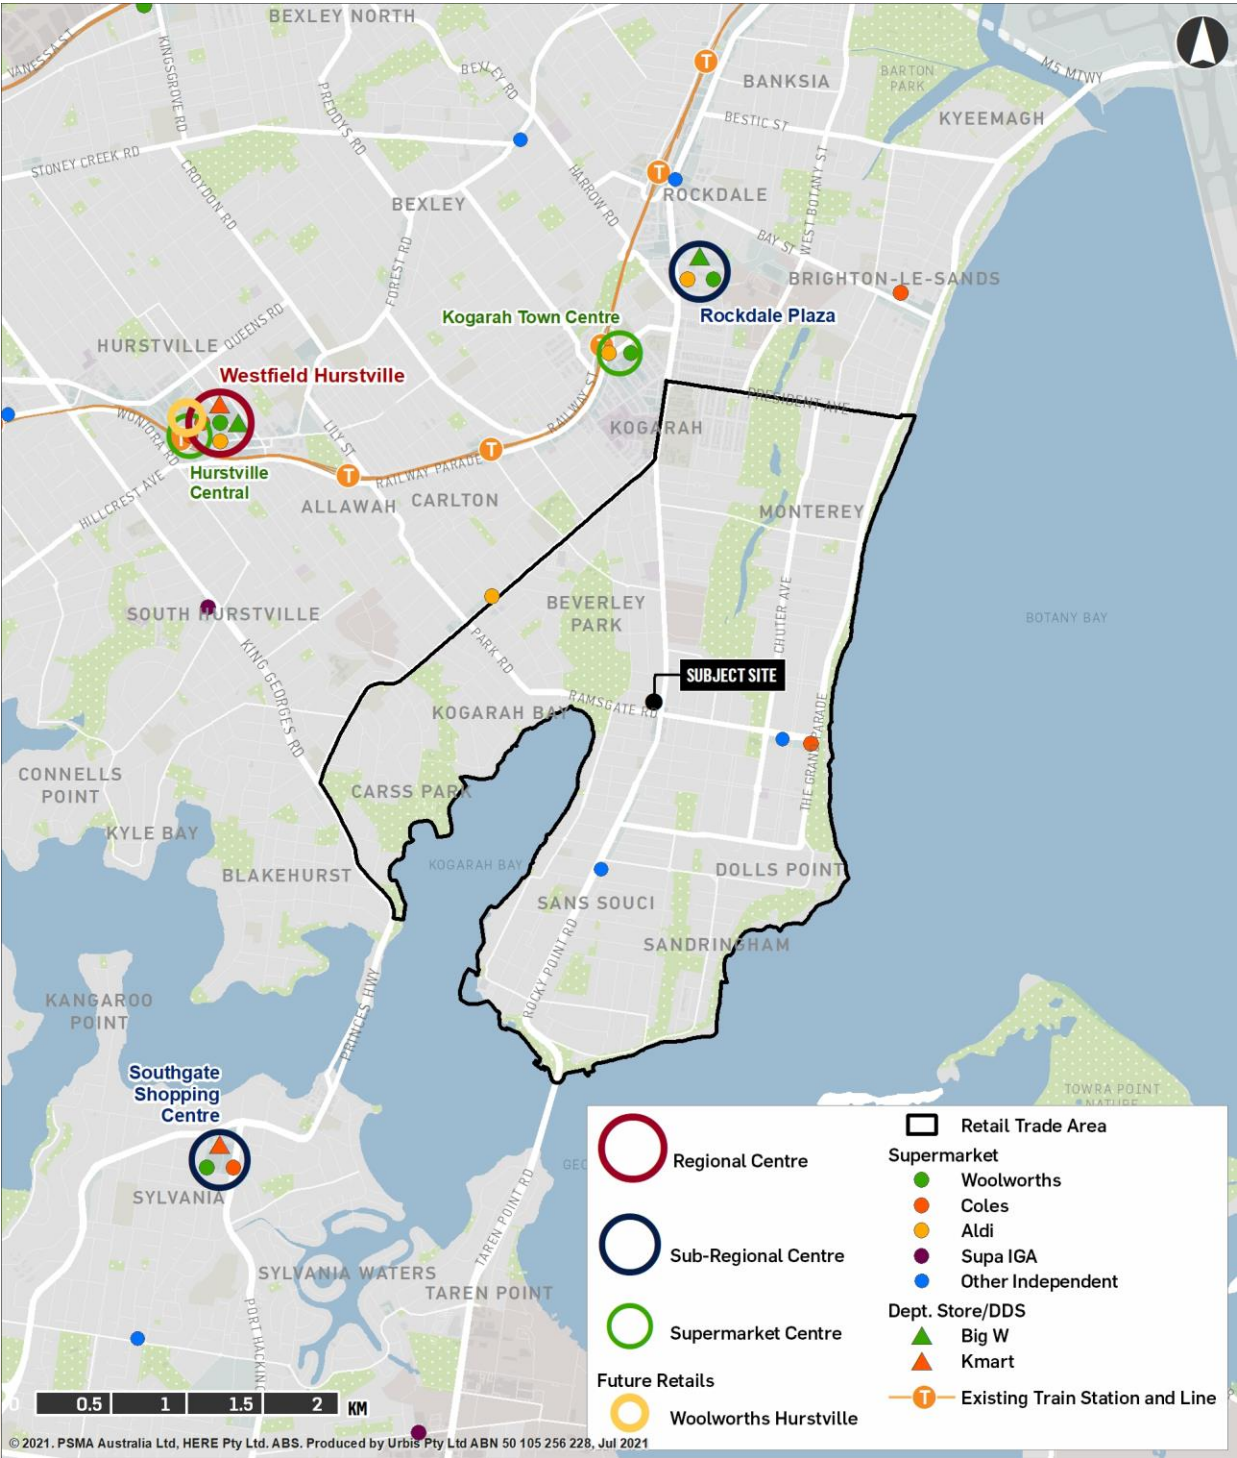 BEXLEY NORTH
VANESSA ST
KINGSGROVE RD
PREDDYS RD
BEXLEY RD
BANKSIA
BARTON
PARK
M5 MTWY
BESTIC ST
KYEEMAGH
STONEY CREEK RD
CROYDON RD
HARROW RD
WEST BOTANY ST
ROCKDALE
BEXLEY
BAY ST
FOREST RD
BRIGHTON-LE-SANDS
Kogarah Town Centre
Rockdale Plaza
HURSTVILLE
QUEENS RD
Westfield Hurstville
RAILWAY ST
PRESIDENT AVE
WONIORA RD
LILY ST
KOGARAH
Hurstville
Central
RAILWAY PARADE
HILLCREST AVE
ALLAWAH
CARLTON
MONTEREY
SOUTH HURSTVILLE
BEVERLEY
PARK
CHUTER AVE
BOTANY BAY
KING GEORGES RD
PARK RD
SUBJECT SITE
RAMSGATE RD
KOGARAH BAY
THE GRAND PARADE
CONNELLS
POINT
CARSS PARK
KYLE BAY
BLAKEHURST
KOGARAH BAY
DOLLS POINT
SANS SOUCI
SANDRINGHAM
ROCKY POINT RD
KANGAROO
POINT
PRINCES HWY
Southgate
Shopping
Centre
TOWRA POINT
NATURE
SYLVANIA
TAREN POINT RD
GEO
SYLVANIA WATERS
TAREN POINT
PORT HACKING
Regional Centre
Sub-Regional Centre
Supermarket Centre
Future Retails
Woolworths Hurstville
Retail Trade Area
Supermarket
Woolworths
Coles
Aldi
Supa IGA
Other Independent
Dept. Store/DDS
Big W
Kmart
T Existing Train Station and Line
0 0.5 1 1.5 2 KM
© 2021. PSMA Australia Ltd, HERE Pty Ltd. ABS. Produced by Urbis Pty Ltd ABN 50 105 256 228, Jul 2021